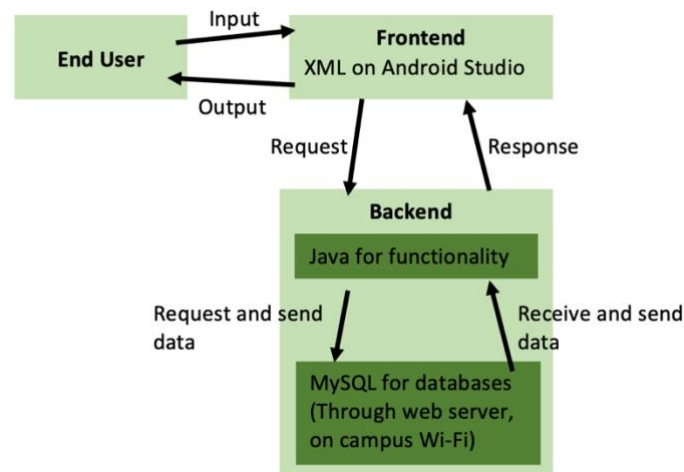 Input
End User
Frontend
XML on Android Studio
Output
Request
Response
Backend
Java for functionality
Request and send
data
Receive and send
data
MySQL for databases
(Through web server,
on campus Wi-Fi)